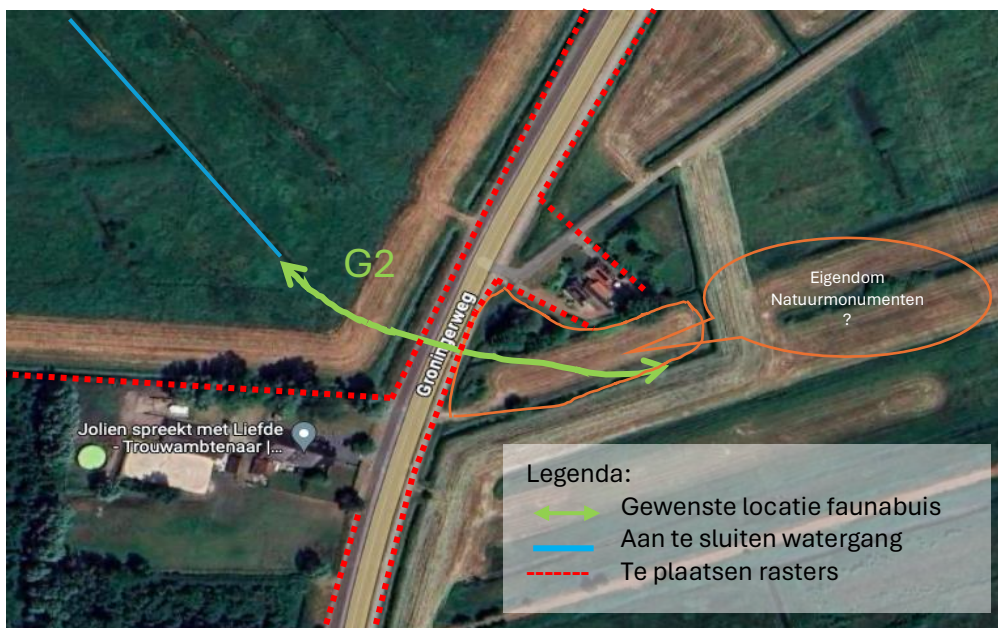 G2
Groningerweg
Eigendom
Natuurmonumenten
?
Jolien spreekt met Liefde
- Trouwambtenaar |...
Legenda:
Gewenste locatie faunabuis
Aan te sluiten watergang
Te plaatsen rasters